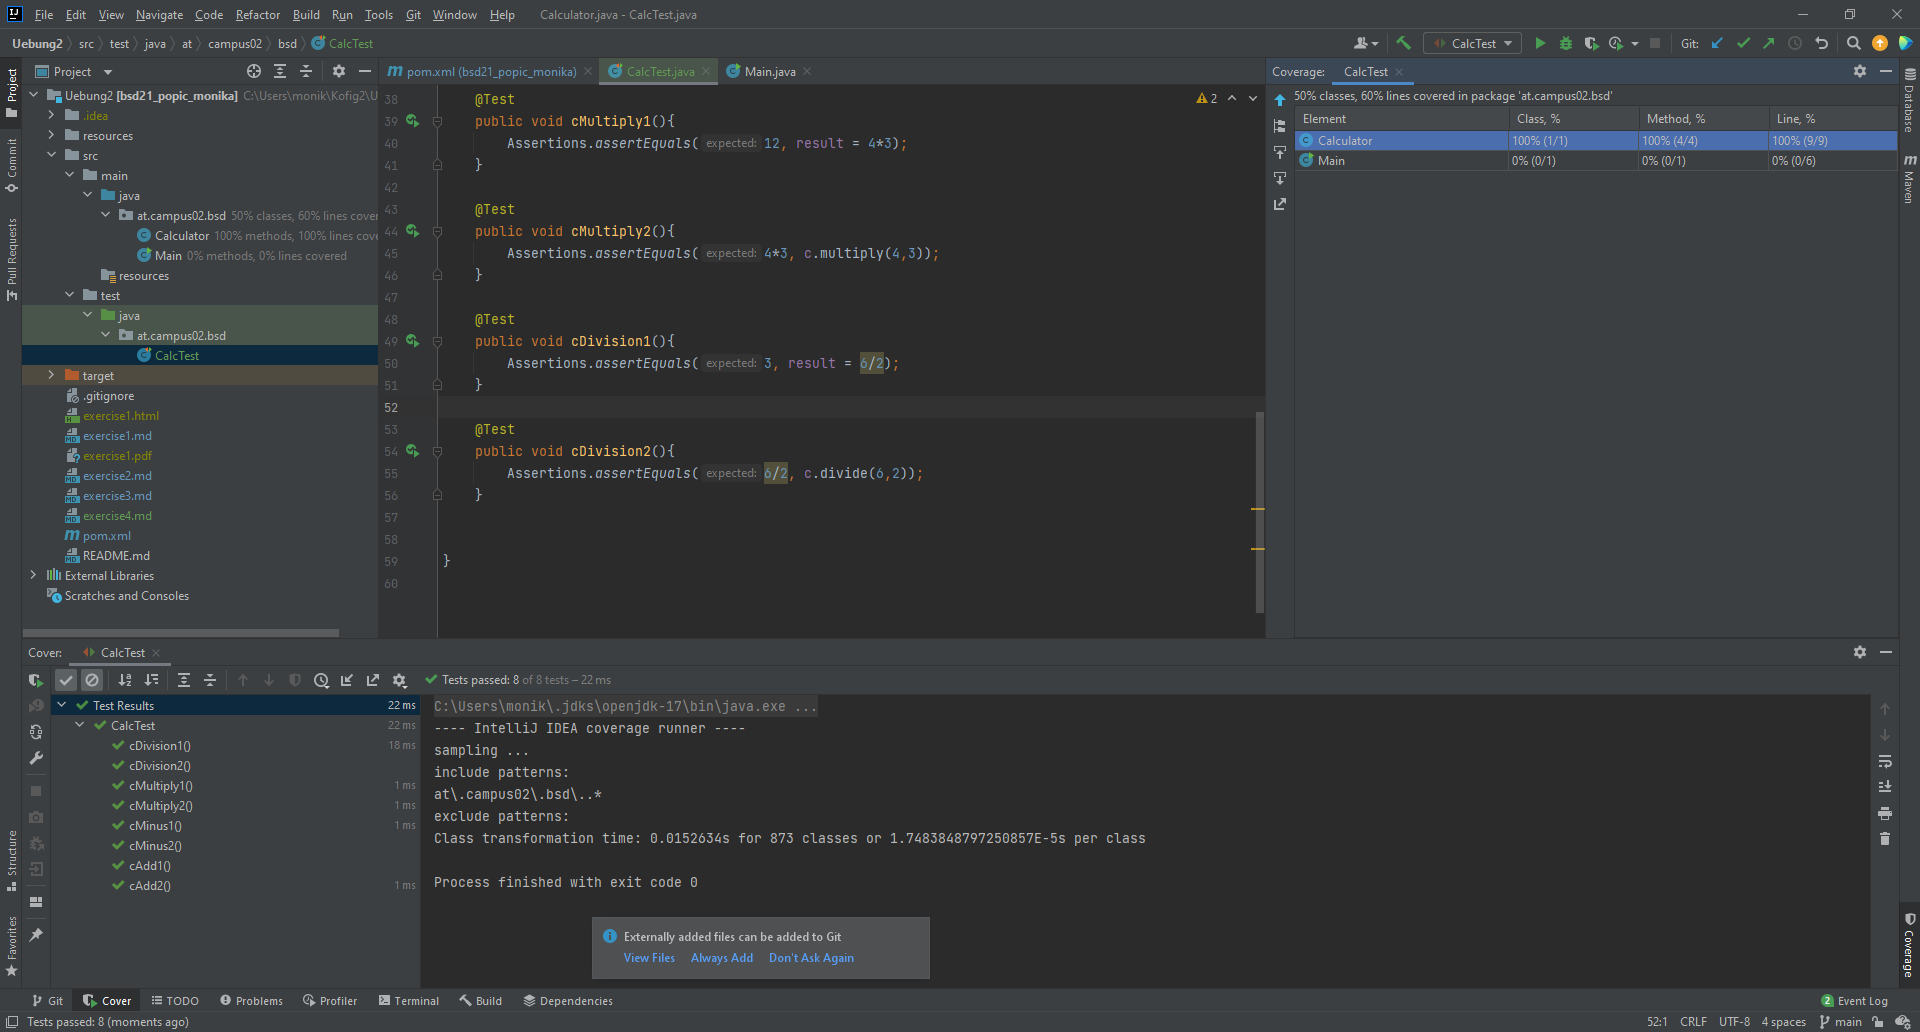 File Edit View Navigate Code Refactor Build Run Tools Git Window Help Calculator.java - CalcTest.java
Uebung2 src test java at campus02 bsd CalcTest
CalcTest Git:
Project
pom.xml (bsd21_popic_monika) CalcTest.java Main.java
Coverage: CalcTest
Project
Commit
Pull Requests
Structure
Favorites
Uebung2 [bsd21_popic_monika] C:\Users\monik\Kofig2\U
.idea
resources
src
main
java
at.campus02.bsd 50% classes, 60% lines cover
Calculator 100% methods, 100% lines cov
Main 0% methods, 0% lines covered
resources
test
java
at.campus02.bsd
CalcTest
target
.gitignore
exercise1.html
exercise1.md
exercise1.pdf
exercise2.md
exercise3.md
exercise4.md
pom.xml
README.md
External Libraries
Scratches and Consoles
2
38 @Test
39 public void cMultiply1(){
40 Assertions.assertEquals( expected: 12, result = 4*3);
41 }
42
43 @Test
44 public void cMultiply2(){
45 Assertions.assertEquals( expected: 4*3, c.multiply(4,3));
46 }
47
48 @Test
49 public void cDivision1(){
50 Assertions.assertEquals( expected: 3, result = 6/2);
51 }
52
53 @Test
54 public void cDivision2(){
55 Assertions.assertEquals( expected: 6/2, c.divide(6,2));
56 }
57
58
59 }
60
50% classes, 60% lines covered in package 'at.campus02.bsd'
Element Class, % Method, % Line, %
Calculator 100% (1/1) 100% (4/4) 100% (9/9)
Main 0% (0/1) 0% (0/1) 0% (0/6)
Database
Maven
Coverage
Cover: CalcTest
Tests passed: 8 of 8 tests – 22 ms
Test Results 22 ms
CalcTest 22 ms
cDivision1() 18 ms
cDivision2()
cMultiply1() 1 ms
cMultiply2() 1 ms
cMinus1() 1 ms
cMinus2()
cAdd1()
cAdd2() 1 ms
C:\Users\monik\.jdks\openjdk-17\bin\java.exe ...
---- IntelliJ IDEA coverage runner ----
sampling ...
include patterns:
at\.campus02\.bsd\..*
exclude patterns:
Class transformation time: 0.0152634s for 873 classes or 1.7483848797250857E-5s per class
Process finished with exit code 0
Externally added files can be added to Git
View Files Always Add Don't Ask Again
Git Cover TODO Problems Profiler Terminal Build Dependencies 2 Event Log
Tests passed: 8 (moments ago) 52:1 CRLF UTF-8 4 spaces main